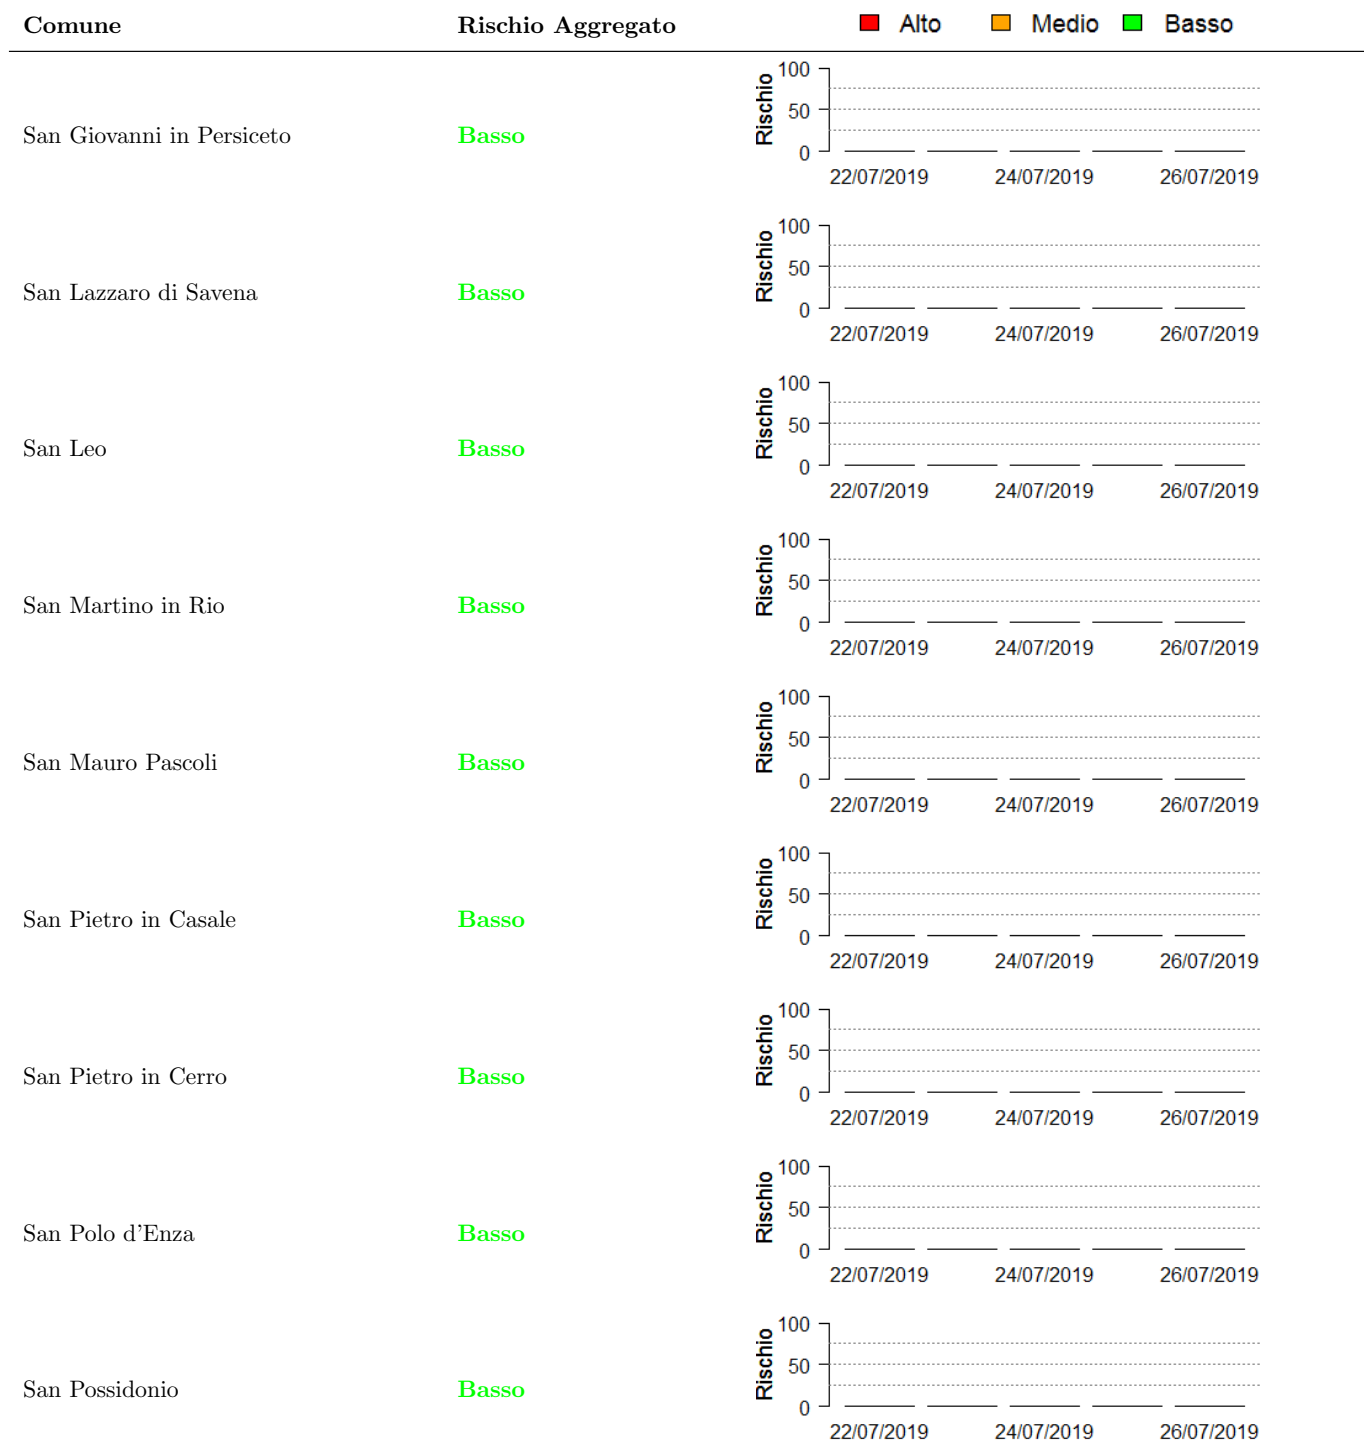 Comune Rischio Aggregato Alto Medio Basso
100
50
0
Rischio
San Giovanni in Persiceto Basso
22/07/2019 24/07/2019 26/07/2019
100
50
0
Rischio
San Lazzaro di Savena Basso
22/07/2019 24/07/2019 26/07/2019
100
50
0
Rischio
San Leo Basso
22/07/2019 24/07/2019 26/07/2019
100
50
0
Rischio
San Martino in Rio Basso
22/07/2019 24/07/2019 26/07/2019
100
50
0
Rischio
San Mauro Pascoli Basso
22/07/2019 24/07/2019 26/07/2019
100
50
0
Rischio
San Pietro in Casale Basso
22/07/2019 24/07/2019 26/07/2019
100
50
0
Rischio
San Pietro in Cerro Basso
22/07/2019 24/07/2019 26/07/2019
100
50
0
Rischio
San Polo d'Enza Basso
22/07/2019 24/07/2019 26/07/2019
100
50
0
Rischio
San Possidonio Basso
22/07/2019 24/07/2019 26/07/2019